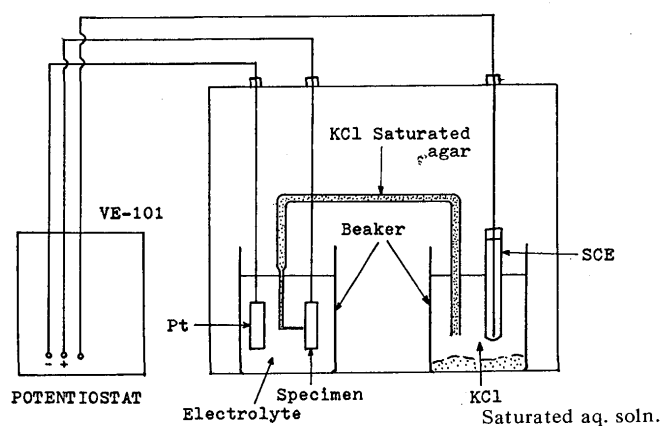 KCl Saturated
agar
VE-101
Beaker
SCE
Pt
- +
POTENTIOSTAT
Specimen
Electrolyte
KCl
Saturated aq. soln.